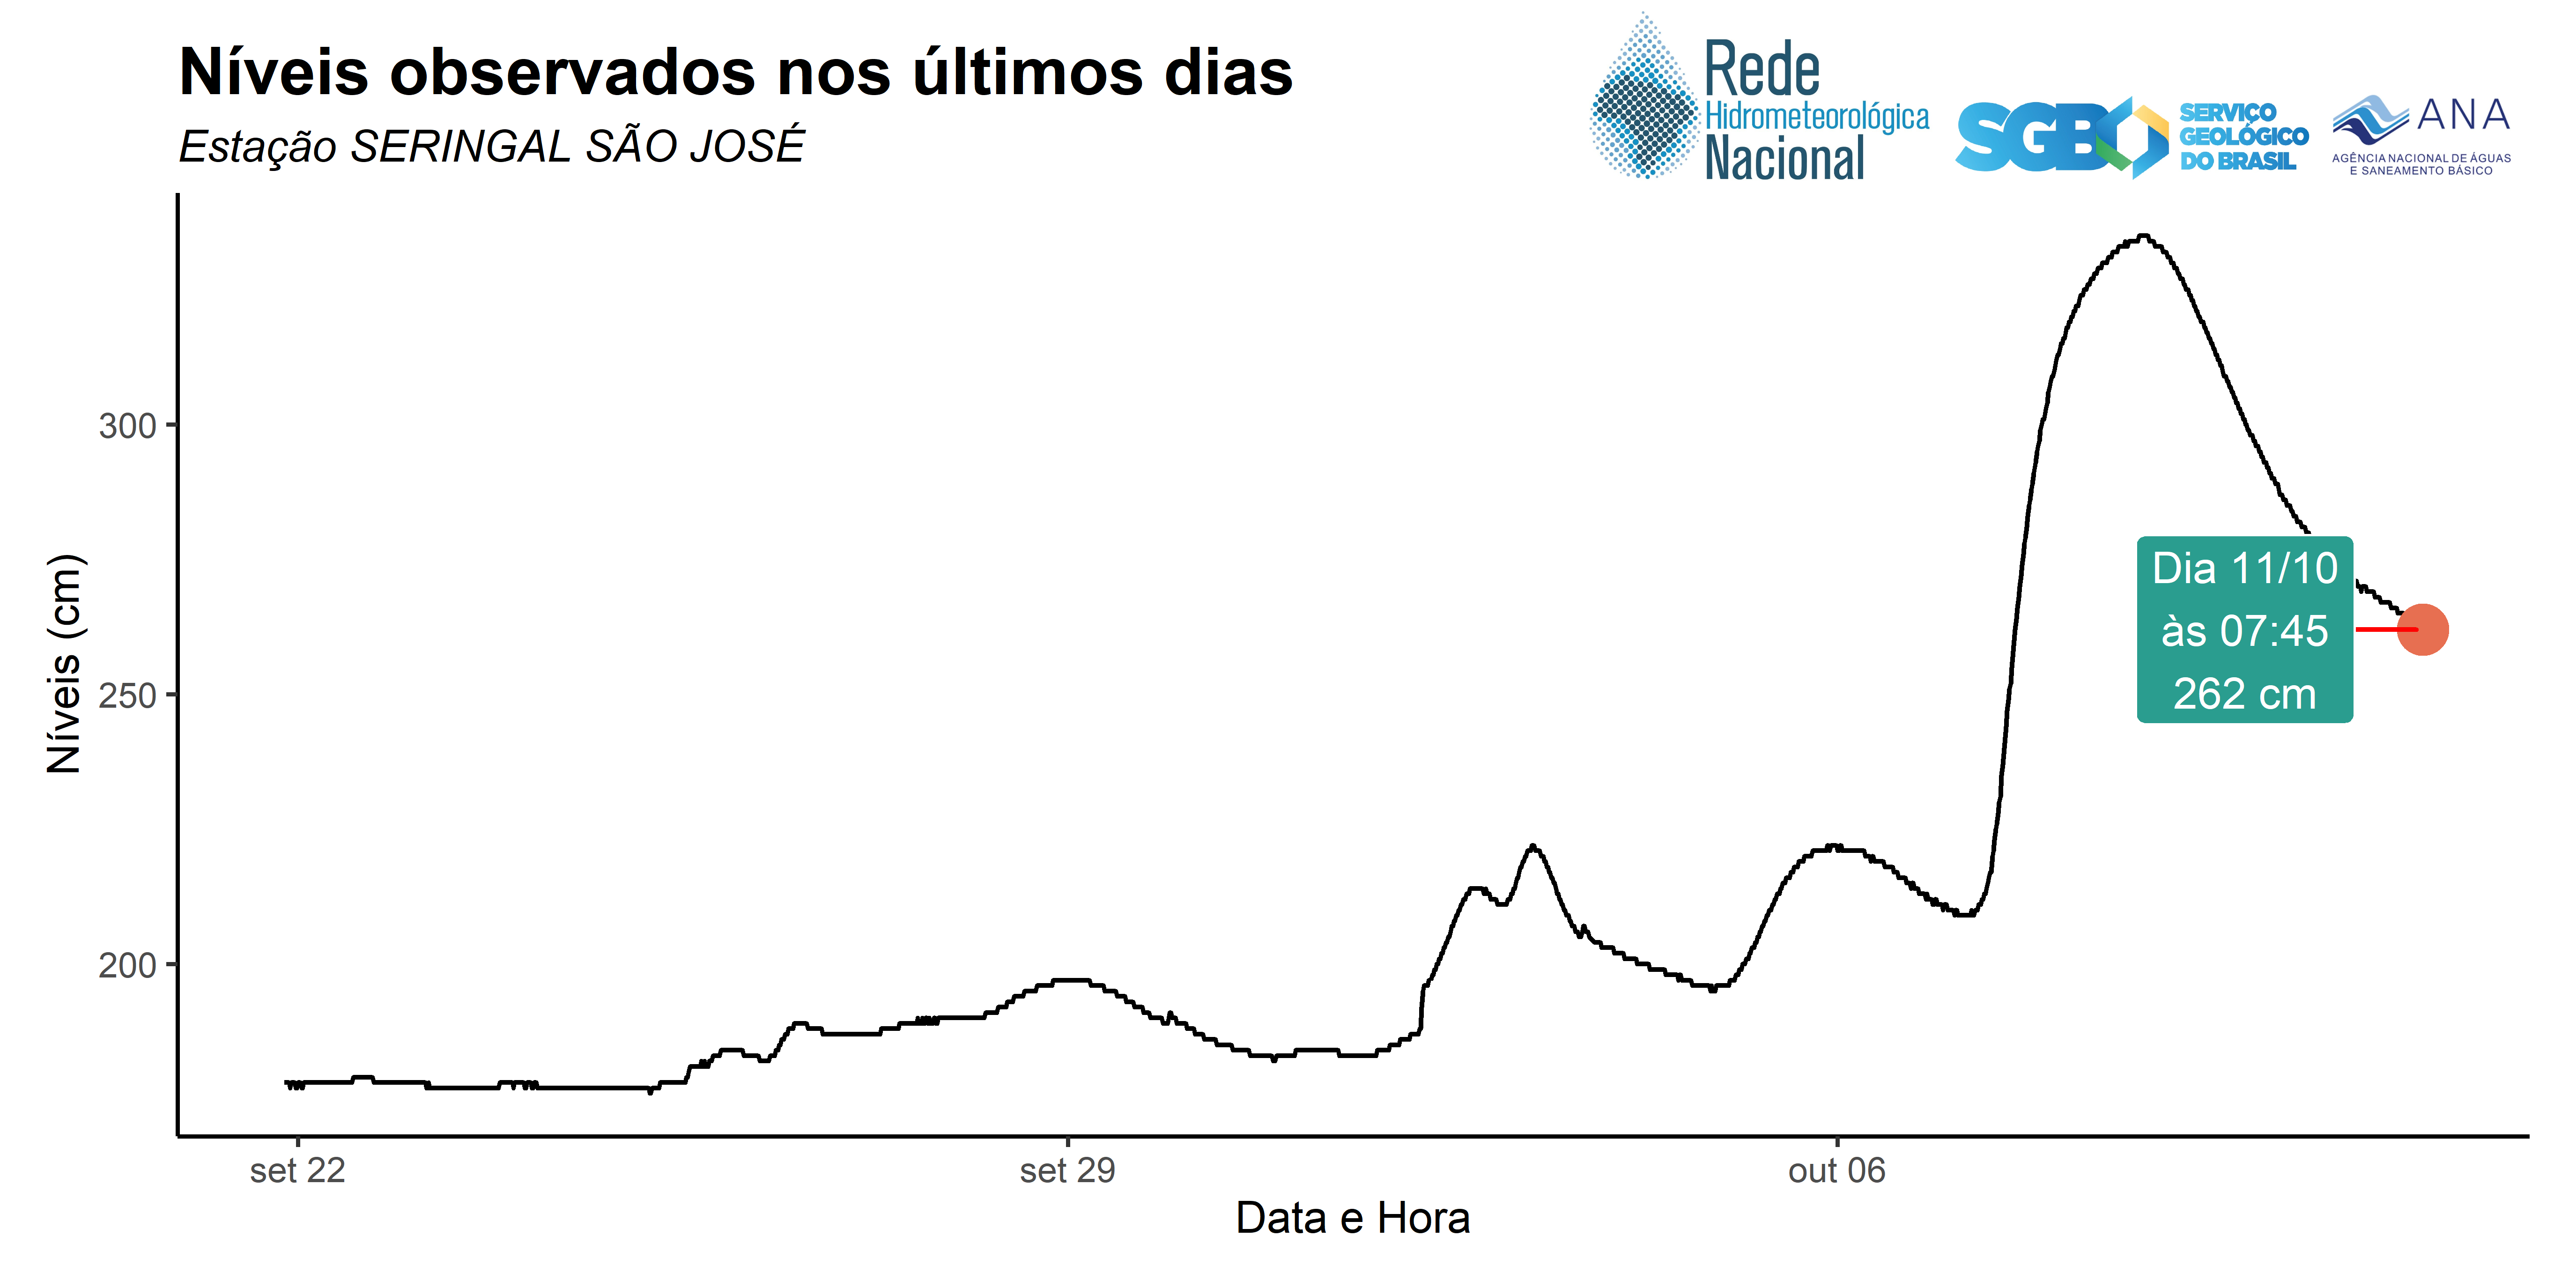 Níveis observados nos últimos dias
Estação SERINGAL SÃO JOSÉ
Rede
Hidrometeorológica
Nacional
SGB
SERVIÇO
GEOLÓGICO
DO BRASIL
ANA
AGÊNCIA NACIONAL DE ÁGUAS
E SANEAMENTO BÁSICO
Níveis (cm)
300
250
200
Dia 11/10
às 07:45
262 cm
set 22
set 29
out 06
Data e Hora